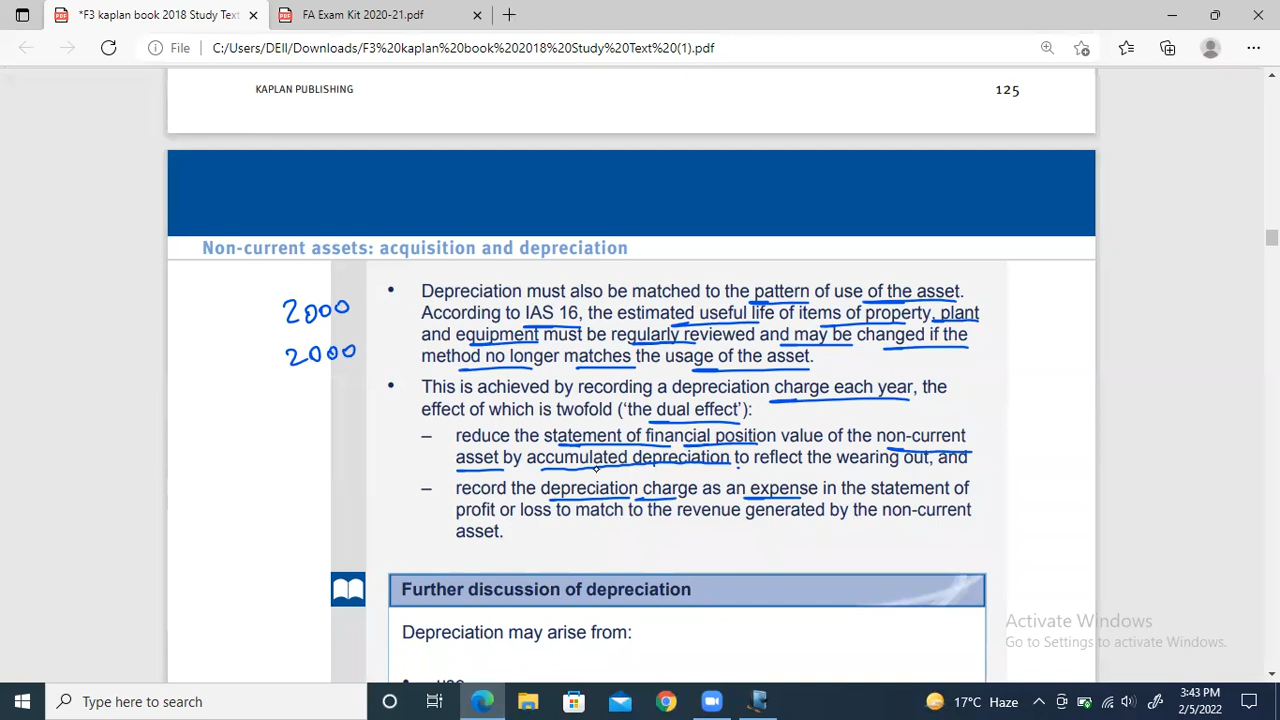 *F3 kaplan book 2018 Study Text
FA Exam Kit 2020-21.pdf
File
C:/Users/DEll/Downloads/F3%20kaplan%20book%202018%20Study%20Text%20(1).pdf
KAPLAN PUBLISHING
125
Non-current assets: acquisition and depreciation
2000
2000
• Depreciation must also be matched to the pattern of use of the asset.
According to IAS 16, the estimated useful life of items of property, plant
and equipment must be regularly reviewed and may be changed if the
method no longer matches the usage of the asset.
• This is achieved by recording a depreciation charge each year, the
effect of which is twofold (‘the dual effect’):
– reduce the statement of financial position value of the non-current
asset by accumulated depreciation to reflect the wearing out, and
– record the depreciation charge as an expense in the statement of
profit or loss to match to the revenue generated by the non-current
asset.
Further discussion of depreciation
Depreciation may arise from:
• use
Activate Windows
Go to Settings to activate Windows.
Type here to search
17°C Haze
3:43 PM
2/5/2022